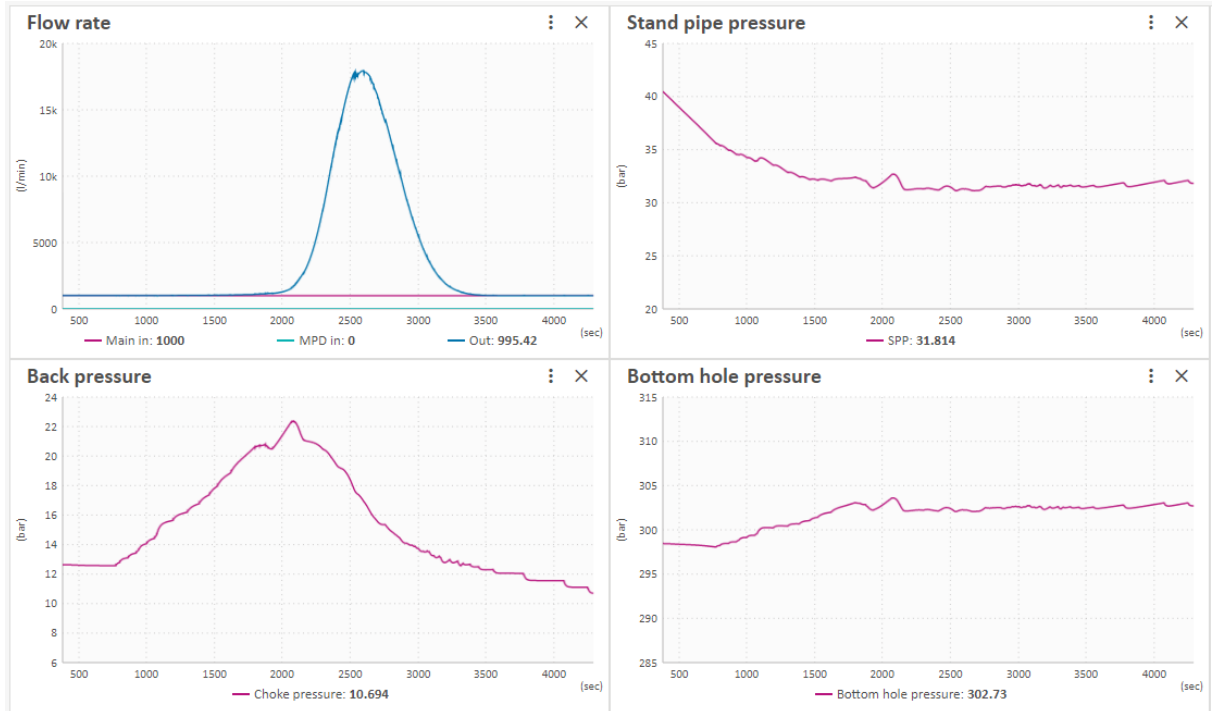 Flow rate
20k
15k
10k
5000
0
(l/min)
500 1000 1500 2000 2500 3000 3500 4000
(sec)
Main in: 1000 MPD in: 0 Out: 995.42
Stand pipe pressure
45
40
35
30
25
20
(bar)
500 1000 1500 2000 2500 3000 3500 4000
(sec)
SPP: 31.814
Back pressure
24
22
20
18
16
14
12
10
8
6
(bar)
500 1000 1500 2000 2500 3000 3500 4000
(sec)
Choke pressure: 10.694
Bottom hole pressure
315
310
305
300
295
290
285
(bar)
500 1000 1500 2000 2500 3000 3500 4000
(sec)
Bottom hole pressure: 302.73